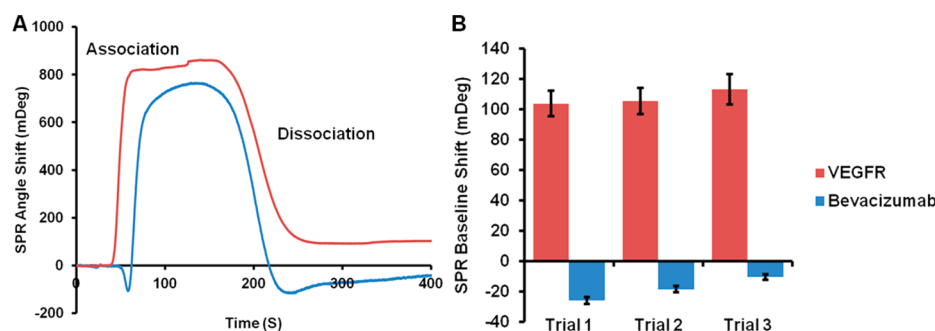 A
B
SPR Angle Shift (mDeg)
1000
800
600
400
200
0
-200
Association
Dissociation
0
100
200
300
400
Time (S)
SPR Baseline Shift (mDeg)
140
120
100
80
60
40
20
0
-20
-40
Trial 1 Trial 2 Trial 3
VEGFR
Bevacizumab